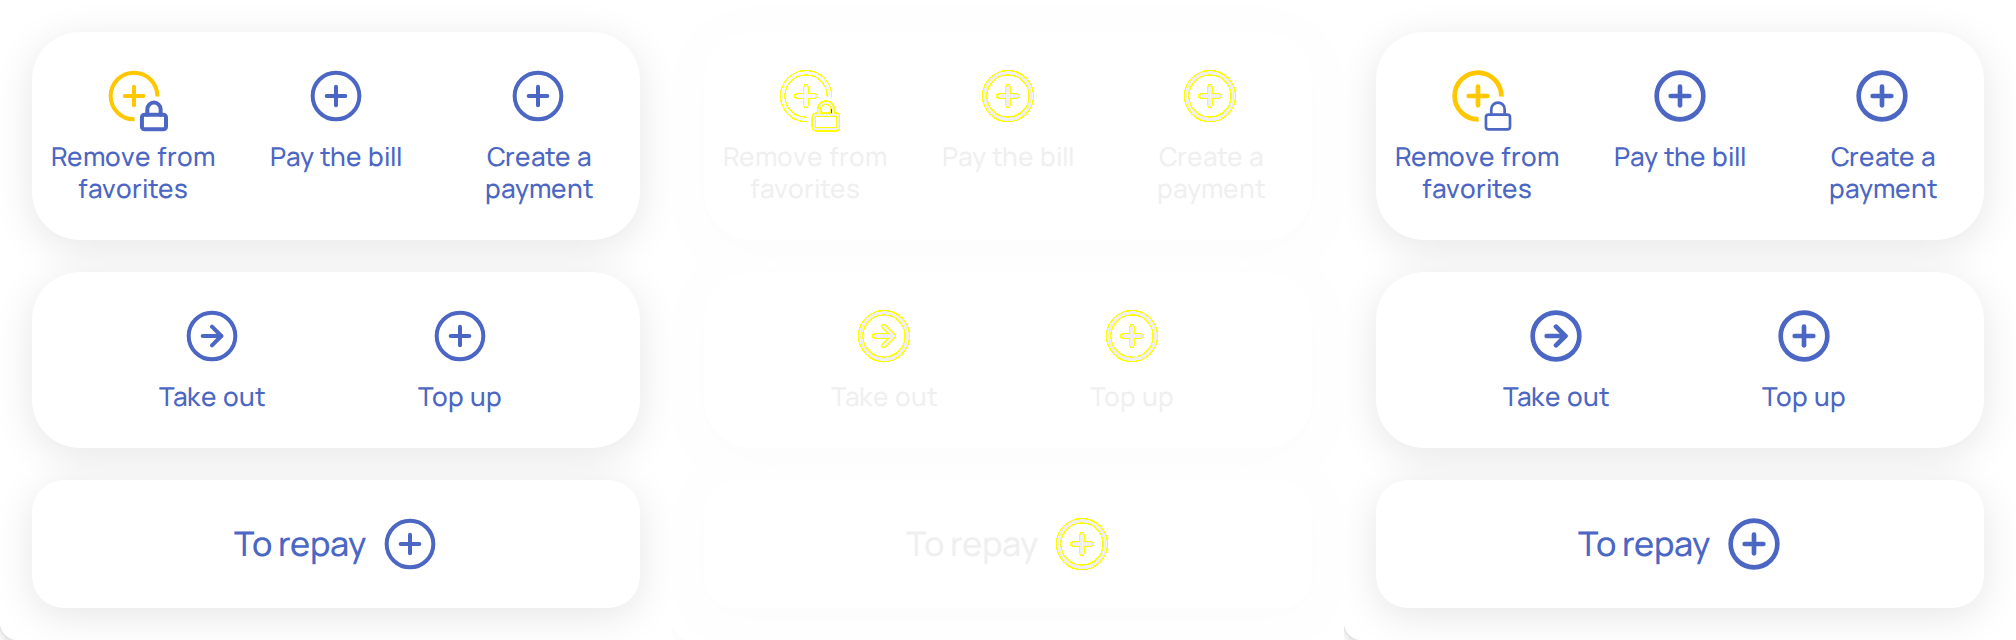 Remove from
favorites
Pay the bill
Create a
payment
Take out
Top up
To repay
Remove from
favorites
Pay the bill
Create a
payment
Take out
Top up
To repay
Remove from
favorites
Pay the bill
Create a
payment
Take out
Top up
To repay